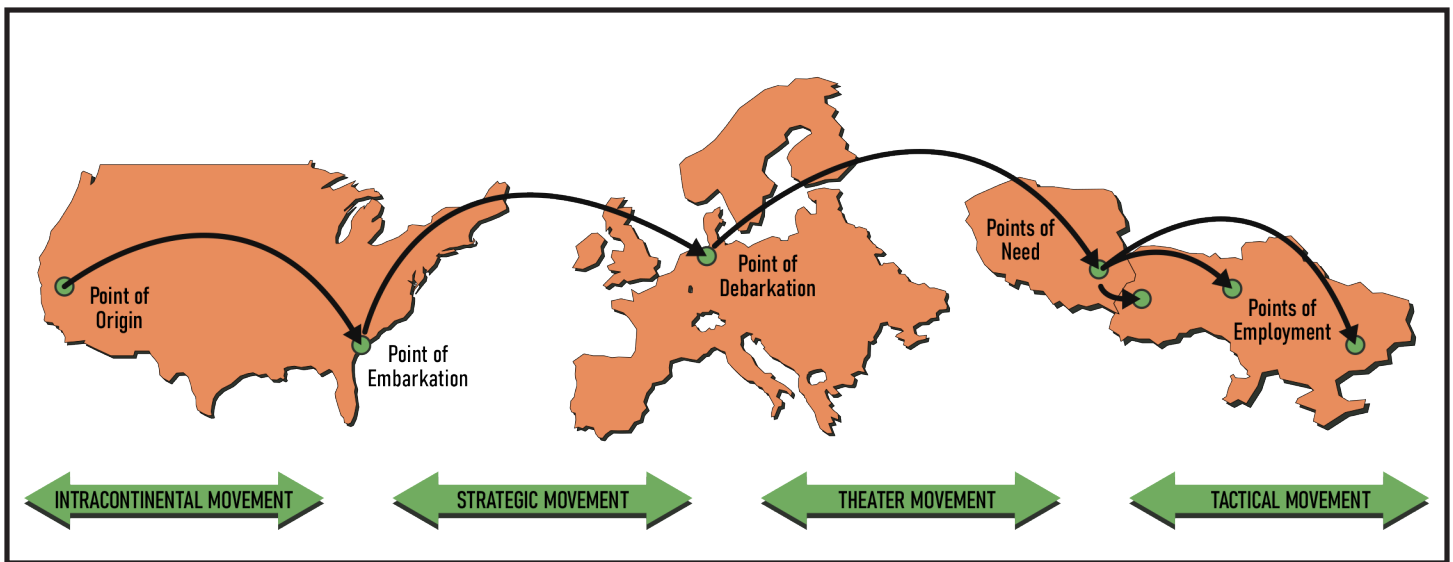 Point of
Origin
Point of
Embarkation
Point of
Debarkation
Points of
Need
Points of
Employment
INTRACONTINENTAL MOVEMENT
STRATEGIC MOVEMENT
THEATER MOVEMENT
TACTICAL MOVEMENT